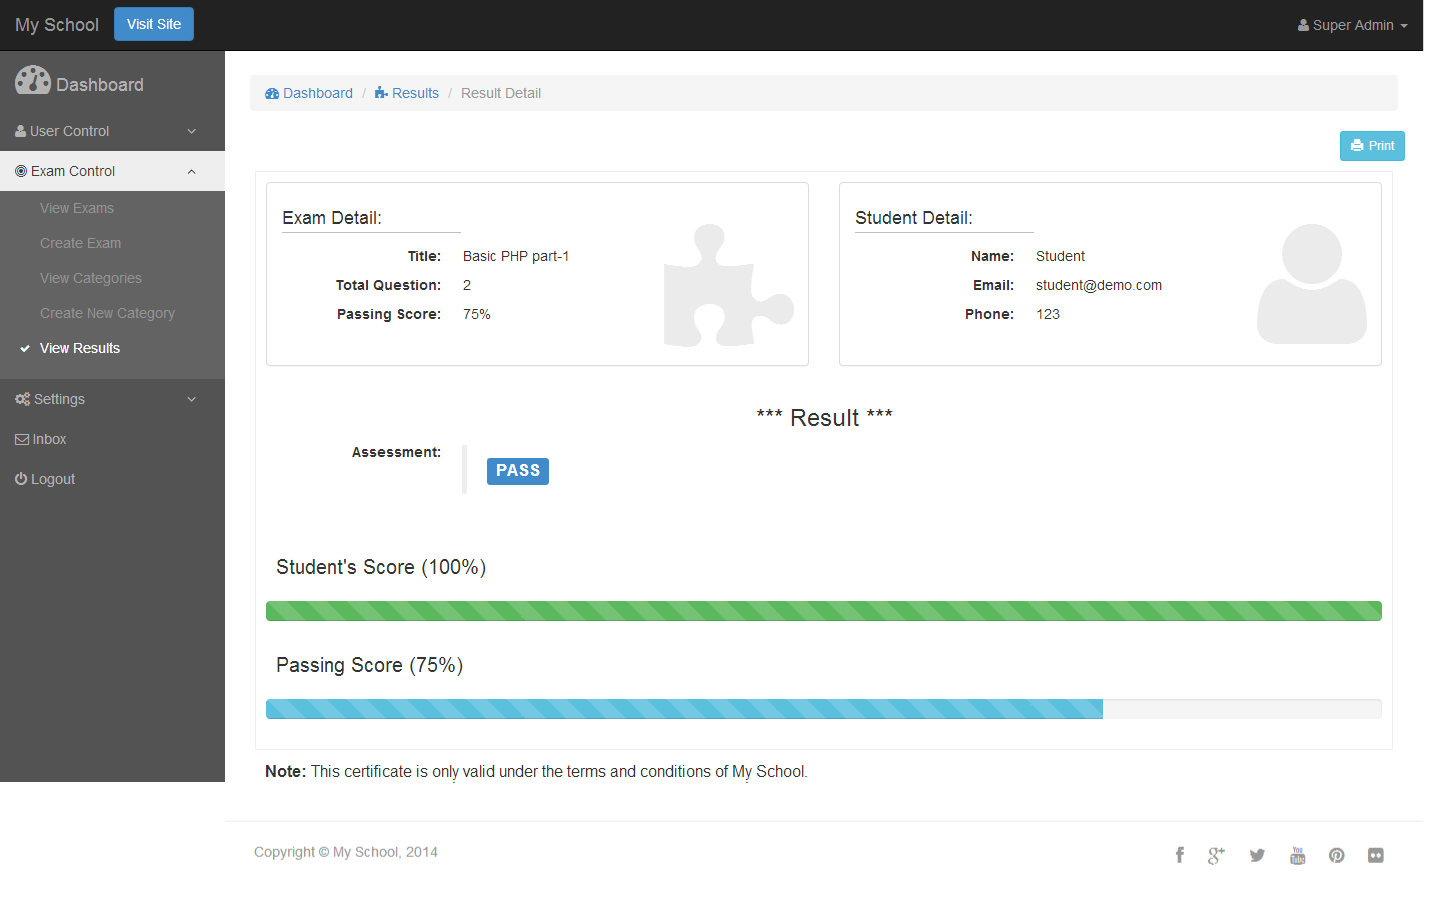 My School Visit Site Super Admin
Dashboard
User Control
Exam Control
View Exams
Create Exam
View Categories
Create New Category
View Results
Settings
Inbox
Logout
Dashboard / Results / Result Detail
Print
Exam Detail:
Title: Basic PHP part-1
Total Question: 2
Passing Score: 75%
Student Detail:
Name: Student
Email: student@demo.com
Phone: 123
*** Result ***
Assessment: PASS
Student's Score (100%)
Passing Score (75%)
Note: This certificate is only valid under the terms and conditions of My School.
Copyright © My School, 2014
You Tube